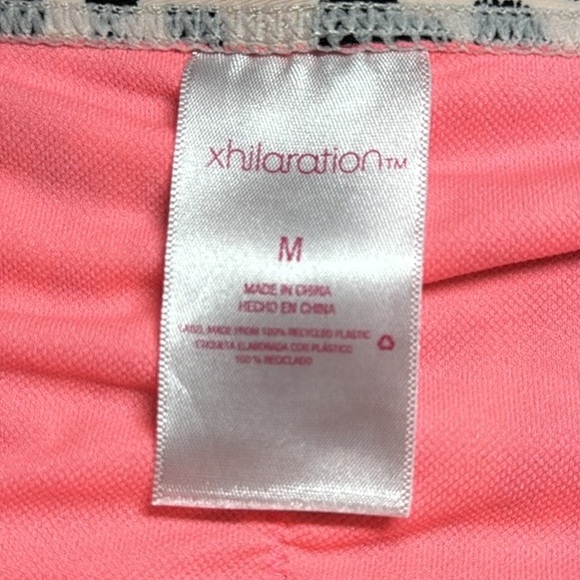 xhilaration™
M
MADE IN CHINA
HECHO EN CHINA
LABEL MADE FROM 100% RECYCLED PLASTIC
ETIQUETA ELABORADA CON PLÁSTICO
100 % RECICLADO